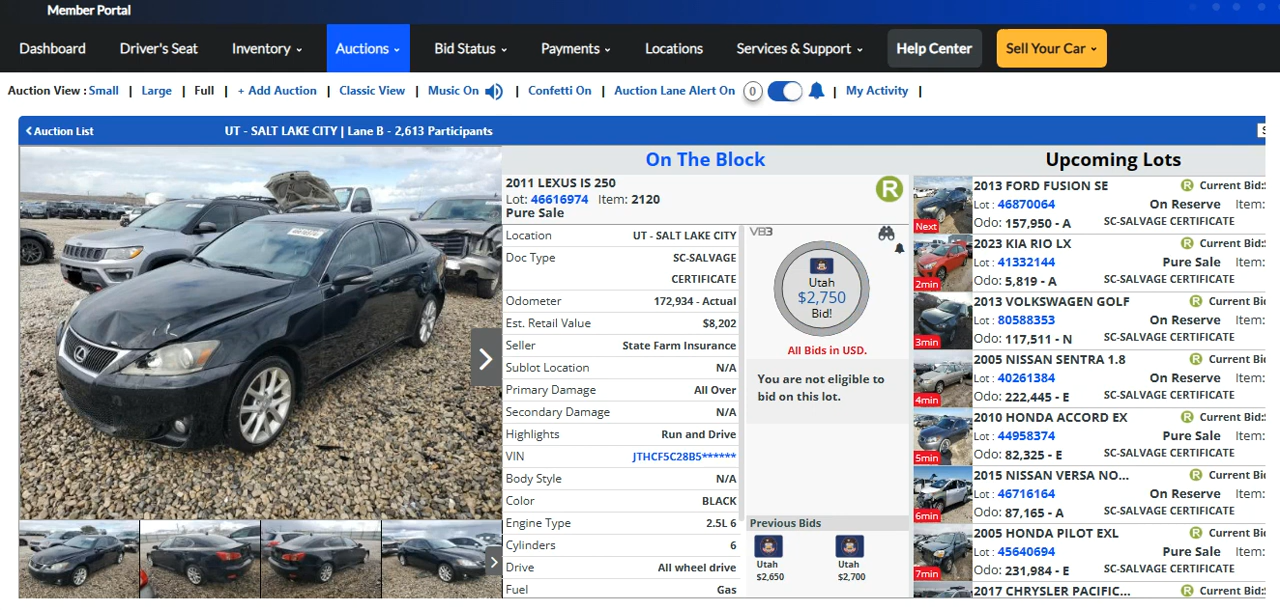 Member Portal
Dashboard Driver's Seat Inventory Auctions Bid Status Payments Locations Services & Support Help Center Sell Your Car
Auction View : Small | Large | Full | + Add Auction | Classic View | Music On | Confetti On | Auction Lane Alert On 0 | My Activity |
Auction List UT - SALT LAKE CITY | Lane B - 2,613 Participants
On The Block
2011 LEXUS IS 250
Lot: 46616974 Item: 2120
Pure Sale
R
Location UT - SALT LAKE CITY
Doc Type SC-SALVAGE
CERTIFICATE
Odometer 172,934 - Actual
Est. Retail Value $8,202
Seller State Farm Insurance
Sublot Location N/A
Primary Damage All Over
Secondary Damage N/A
Highlights Run and Drive
VIN JTHCF5C28B5******
Body Style N/A
Color BLACK
Engine Type 2.5L 6
Cylinders 6
Drive All wheel drive
Fuel Gas
VB3
Utah
$2,750
Bid!
All Bids in USD.
You are not eligible to
bid on this lot.
Previous Bids
Utah Utah
$2,650 $2,700
Upcoming Lots
2013 FORD FUSION SE R Current Bid:
Lot : 46870064 On Reserve Item:
Next Odo: 157,950 - A SC-SALVAGE CERTIFICATE
2023 KIA RIO LX R Current Bid:
Lot : 41332144 Pure Sale Item:
2min Odo: 5,819 - A SC-SALVAGE CERTIFICATE
2013 VOLKSWAGEN GOLF R Current Bi
Lot : 80588353 On Reserve Item:
3min Odo: 117,511 - N SC-SALVAGE CERTIFICATE
2005 NISSAN SENTRA 1.8 R Current Bi
Lot : 40261384 On Reserve Item:
4min Odo: 222,445 - E SC-SALVAGE CERTIFICATE
2010 HONDA ACCORD EX R Current Bid:
Lot : 44958374 Pure Sale Item:
5min Odo: 82,325 - E SC-SALVAGE CERTIFICATE
2015 NISSAN VERSA NO... R Current Bi
Lot : 46716164 On Reserve Item:
6min Odo: 87,165 - A SC-SALVAGE CERTIFICATE
2005 HONDA PILOT EXL R Current Bi
Lot : 45640694 Pure Sale Item:
7min Odo: 231,984 - E SC-SALVAGE CERTIFICATE
2017 CHRYSLER PACIFIC... R Current Bid: